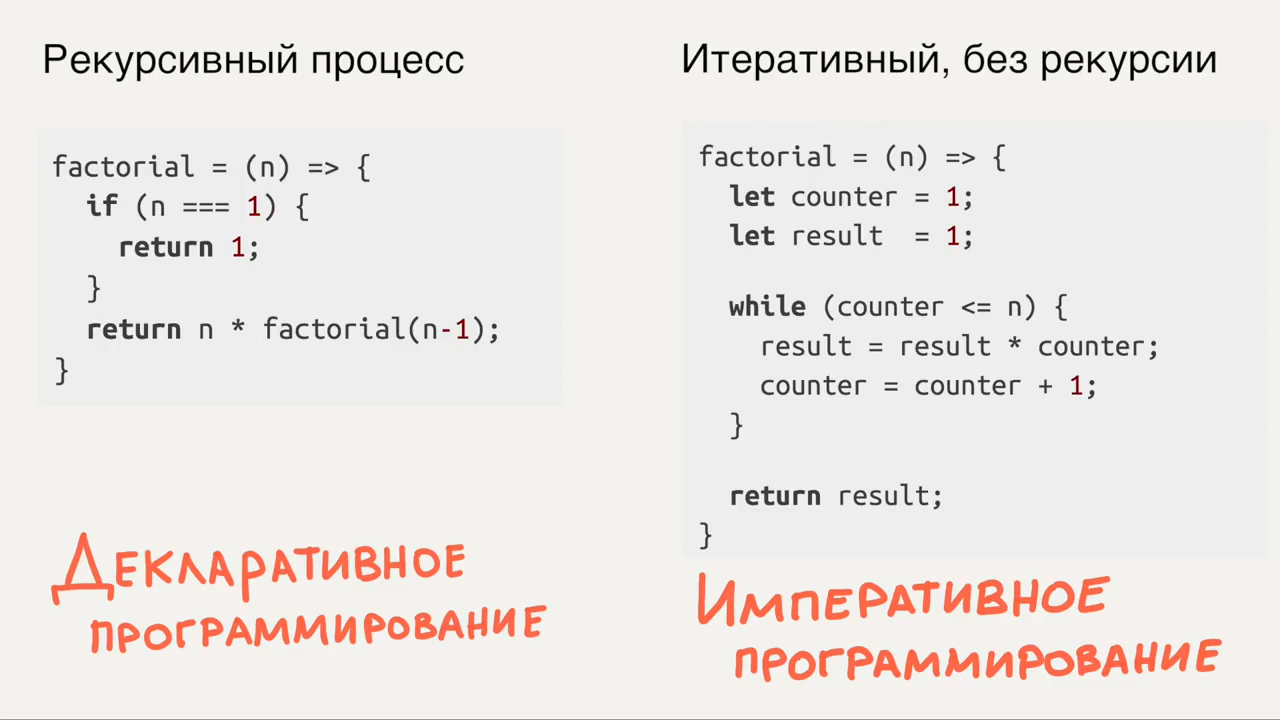 Рекурсивный процесс
factorial = (n) => {
  if (n === 1) {
    return 1;
  }
  return n * factorial(n-1);
}
Декларативное
программирование
Итеративный, без рекурсии
factorial = (n) => {
  let counter = 1;
  let result  = 1;
  while (counter <= n) {
    result = result * counter;
    counter = counter + 1;
  }
  return result;
}
Императивное
программирование